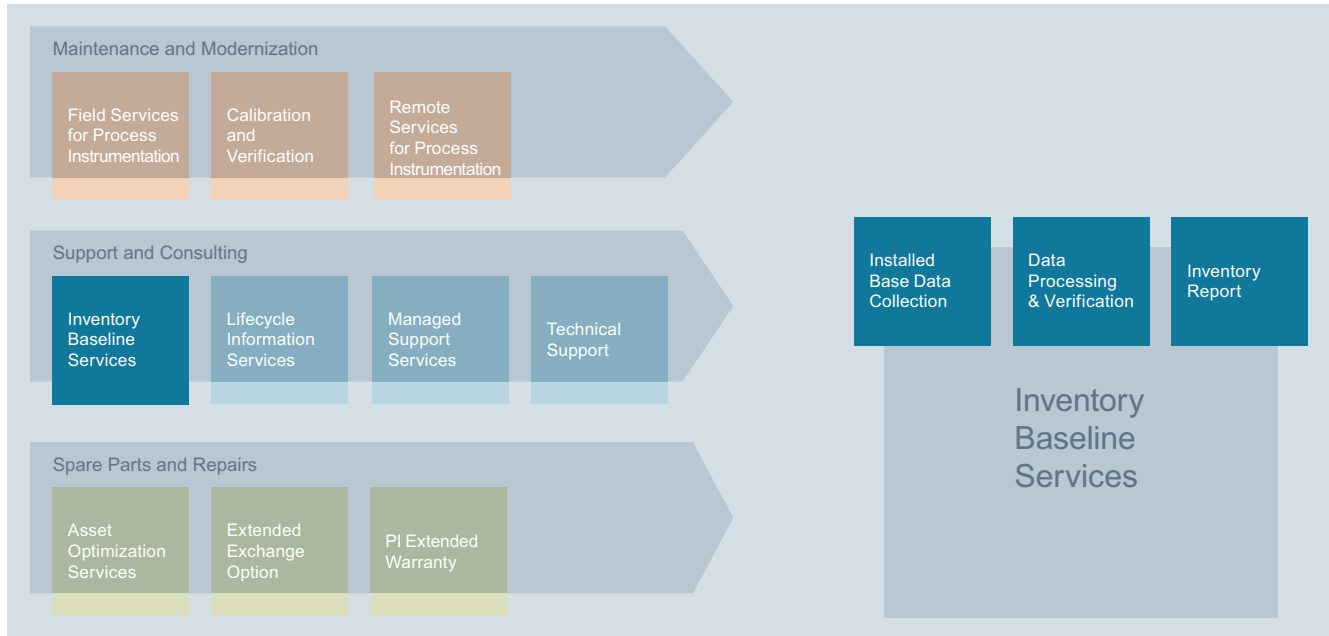 Maintenance and Modernization
Field Services
for Process
Instrumentation
Calibration
and
Verification
Remote
Services
for Process
Instrumentation
Support and Consulting
Inventory
Baseline
Services
Lifecycle
Information
Services
Managed
Support
Services
Technical
Support
Spare Parts and Repairs
Asset
Optimization
Services
Extended
Exchange
Option
PI Extended
Warranty
Installed
Base Data
Collection
Data
Processing
& Verification
Inventory
Report
Inventory
Baseline
Services